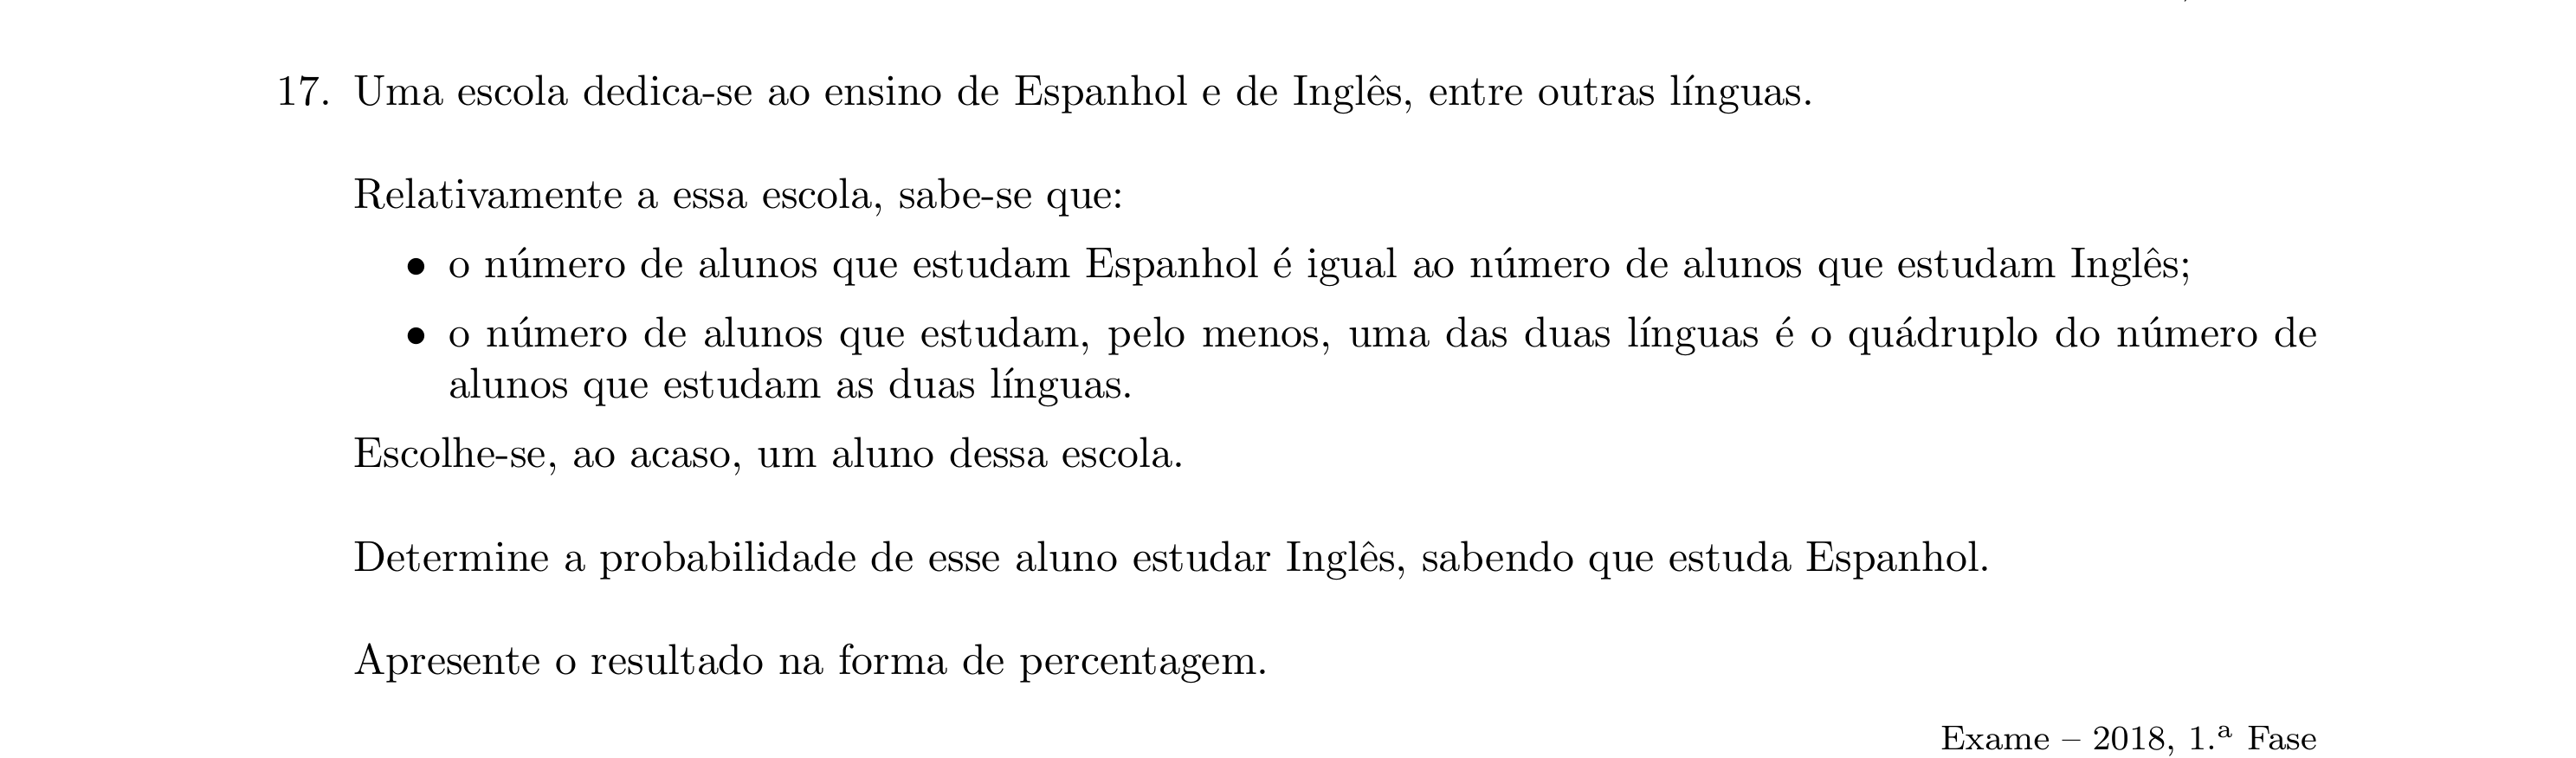 17. Uma escola dedica-se ao ensino de Espanhol e de Inglês, entre outras línguas.
Relativamente a essa escola, sabe-se que:
• o número de alunos que estudam Espanhol é igual ao número de alunos que estudam Inglês;
• o número de alunos que estudam, pelo menos, uma das duas línguas é o quádruplo do número de
alunos que estudam as duas línguas.
Escolhe-se, ao acaso, um aluno dessa escola.
Determine a probabilidade de esse aluno estudar Inglês, sabendo que estuda Espanhol.
Apresente o resultado na forma de percentagem.
Exame – 2018, 1.ª Fase